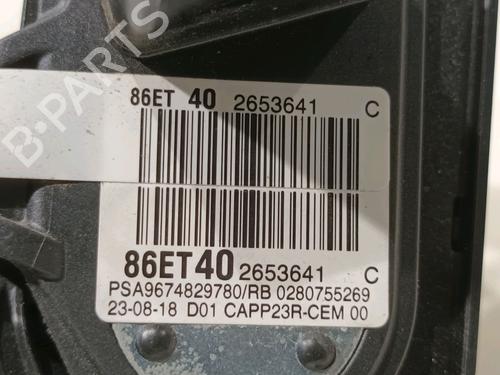 86ET 40 2653641 C
B-PARTS
86ET40 2653641 C
PSA9674829780/RB 0280755269
23-08-18 D01 CAPP23R-CEM 00